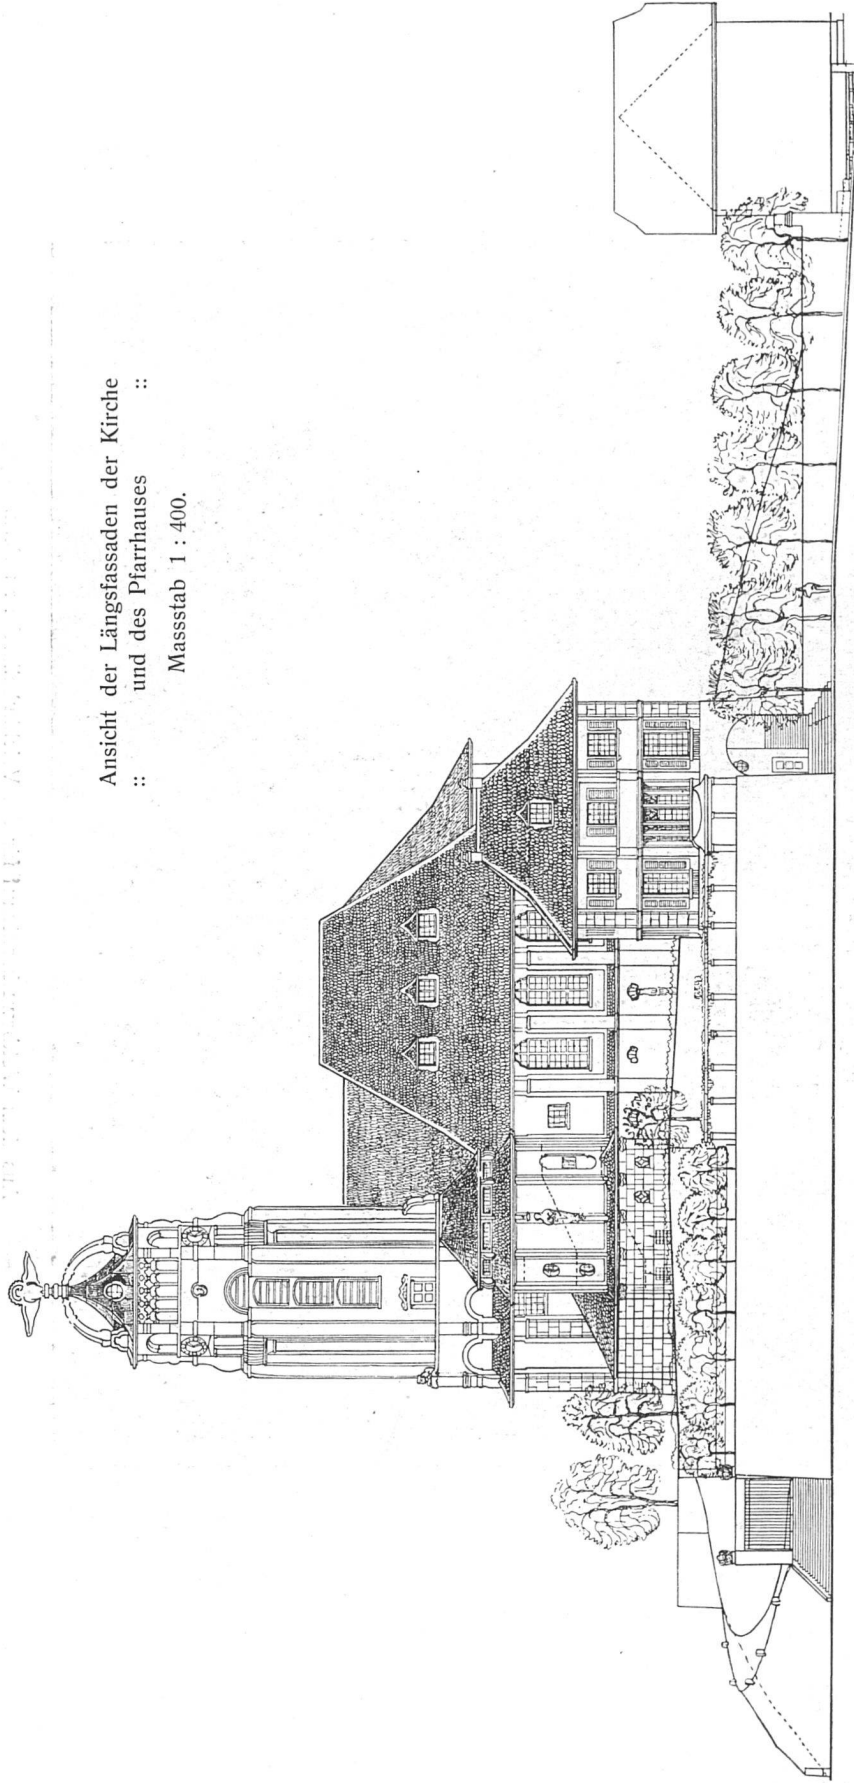 Ansicht der Längsfassaden der Kirche
:: und des Pfarrhauses ::
Massstab 1 : 400.